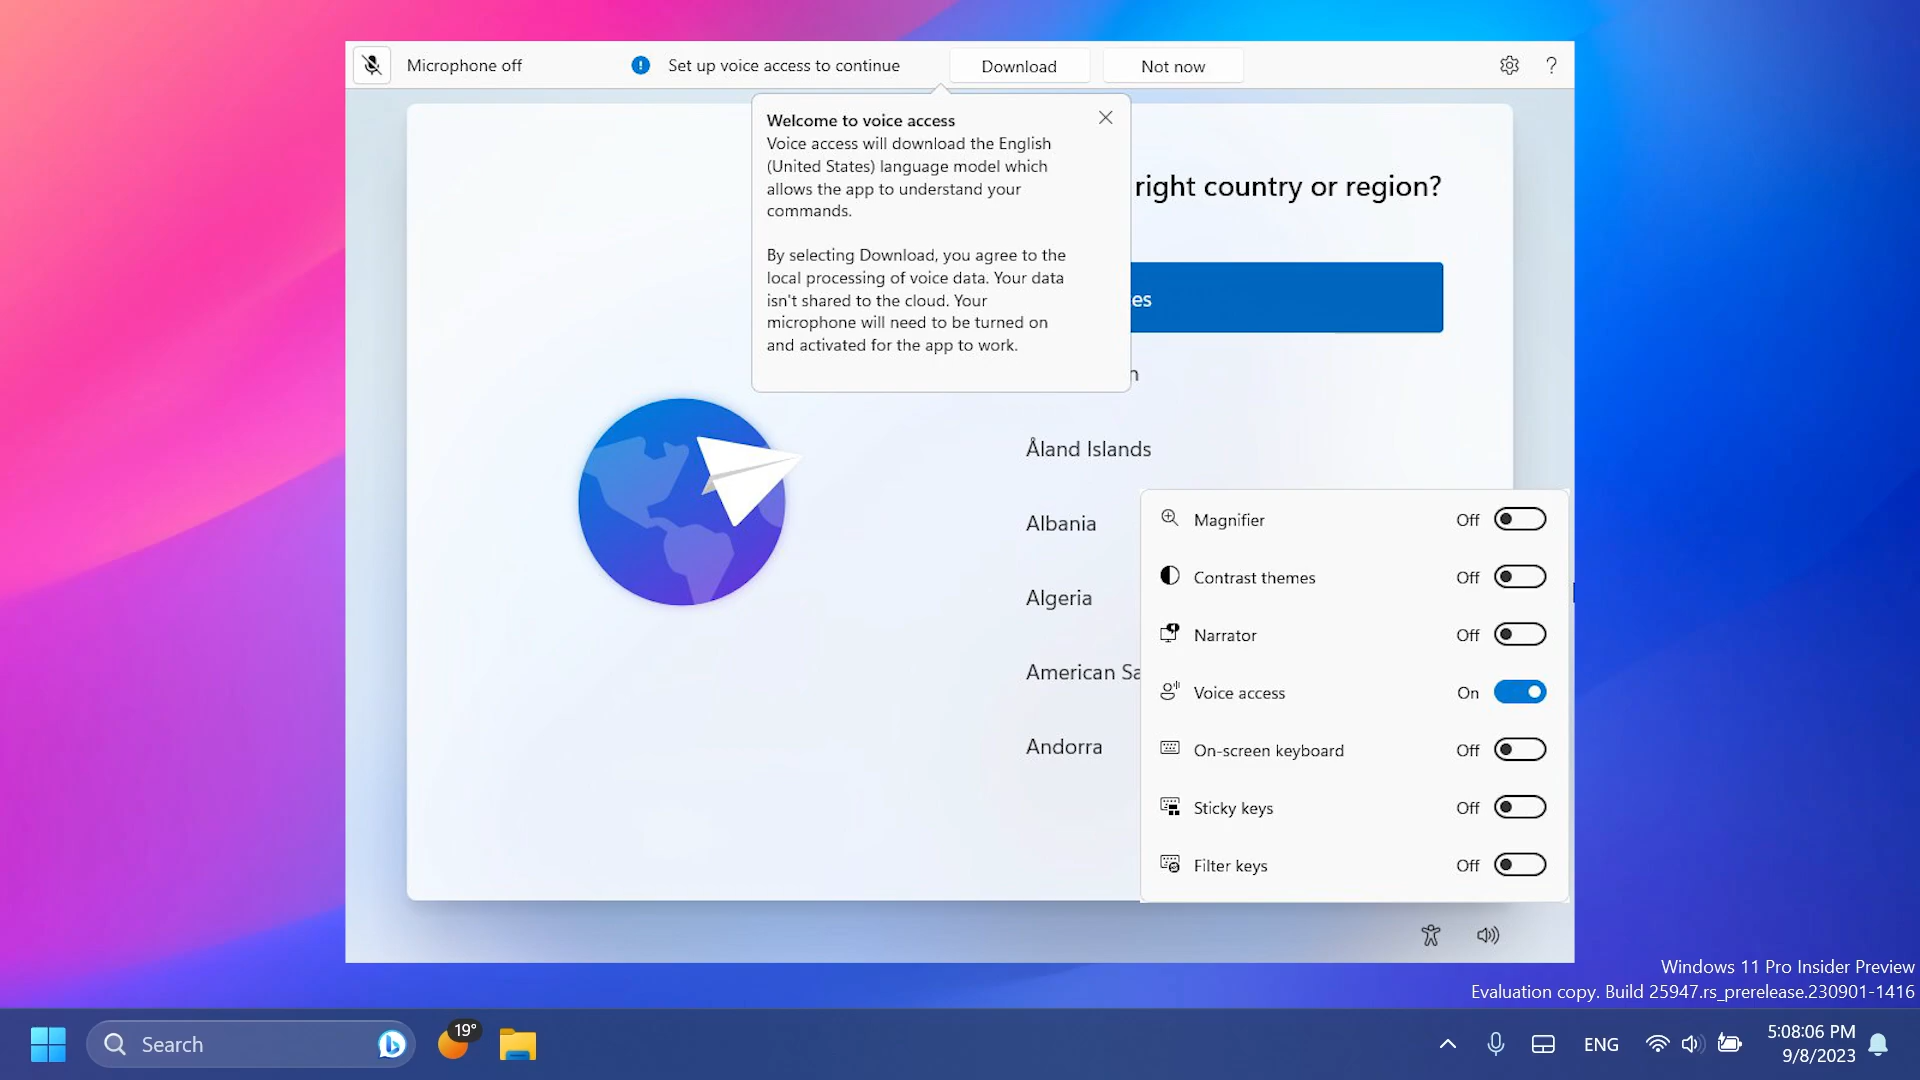 Microphone off
Set up voice access to continue
Download
Not now
?
Welcome to voice access
Voice access will download the English
(United States) language model which
allows the app to understand your
commands.
By selecting Download, you agree to the
local processing of voice data. Your data
isn't shared to the cloud. Your
microphone will need to be turned on
and activated for the app to work.
right country or region?
es
n
Åland Islands
Albania
Algeria
American Sa
Andorra
Magnifier Off
Contrast themes Off
Narrator Off
Voice access On
On-screen keyboard Off
Sticky keys Off
Filter keys Off
Windows 11 Pro Insider Preview
Evaluation copy. Build 25947.rs_prerelease.230901-1416
Search
19°
ENG
5:08:06 PM
9/8/2023